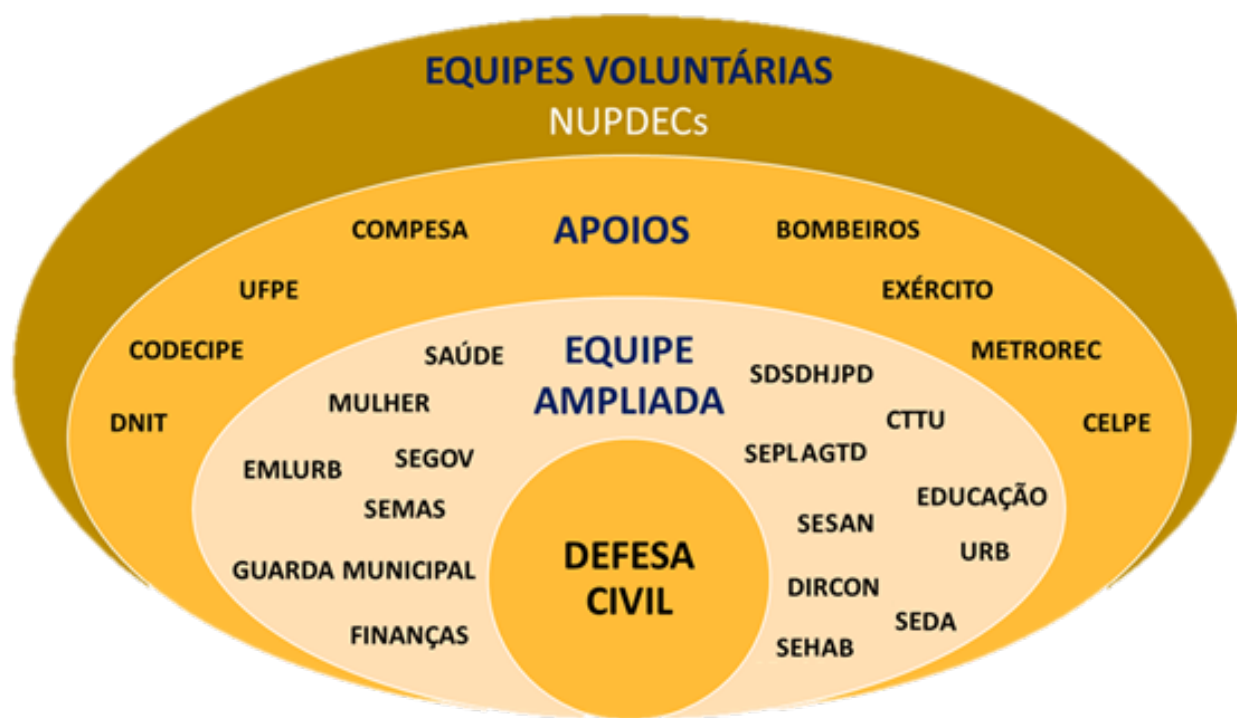 EQUIPES VOLUNTÁRIAS
NUPDECs
COMPESA
APOIOS
BOMBEIROS
UFPE
EXÉRCITO
CODECIPE
METROREC
DNIT
CELPE
EQUIPE
AMPLIADA
SAÚDE
SDSDHJPD
MULHER
CTTU
EMLURB
SEGOV
SEPLAGTD
SEMAS
EDUCAÇÃO
SESAN
URB
GUARDA MUNICIPAL
DIRCON
FINANÇAS
SEDA
SEHAB
DEFESA
CIVIL